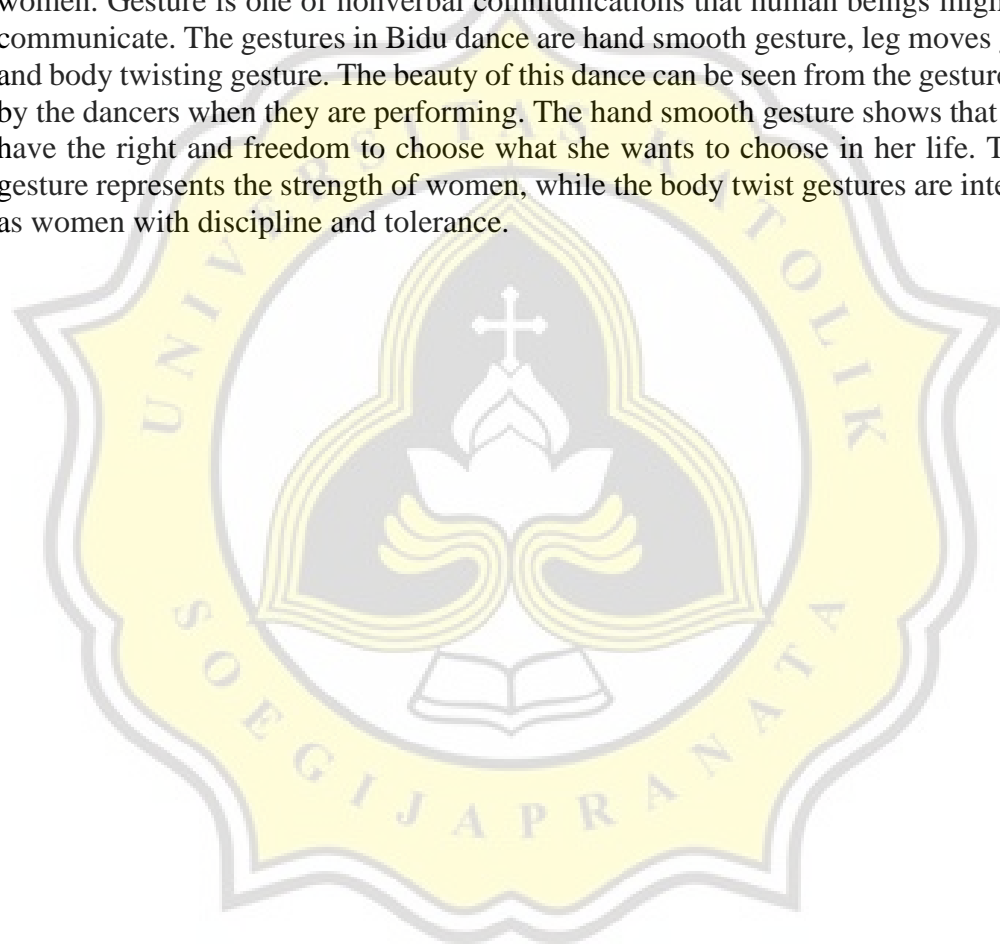 women. Gesture is one of nonverbal communications that human beings might
communicate. The gestures in Bidu dance are hand smooth gesture, leg moves
and body twisting gesture. The beauty of this dance can be seen from the gesture
by the dancers when they are performing. The hand smooth gesture shows that
have the right and freedom to choose what she wants to choose in her life. T
gesture represents the strength of women, while the body twist gestures are inte
as women with discipline and tolerance.
UNIVERSITAS KATOLIK
SOEGIJAPRANATA